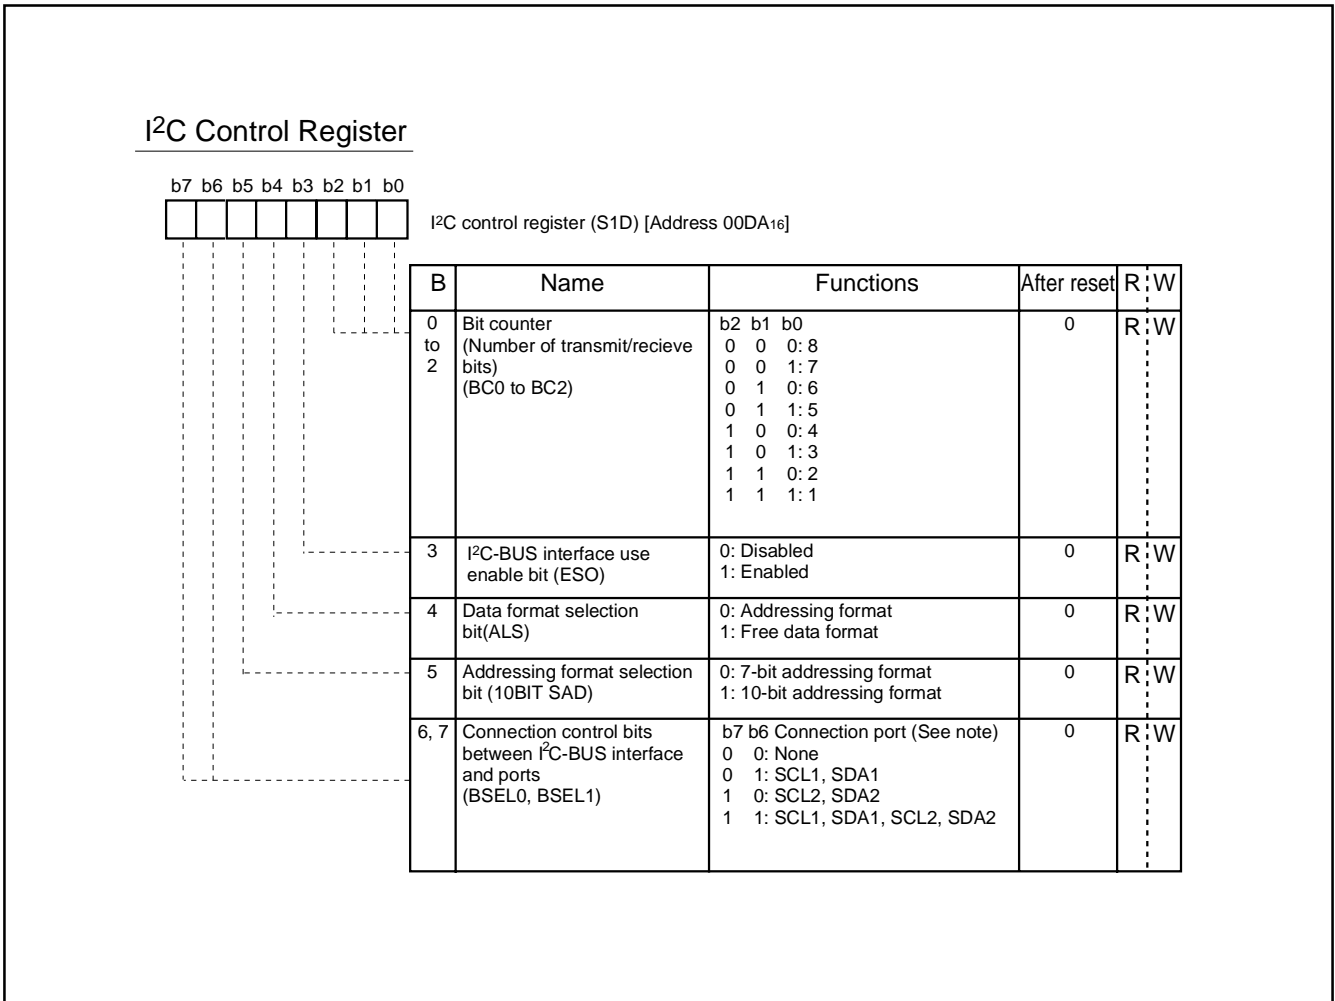 I2C Control Register
b7 b6 b5 b4 b3 b2 b1 b0
I2C control register (S1D) [Address 00DA16]
B Name Functions After reset R W
0 to 2
Bit counter
(Number of transmit/recieve
bits)
(BC0 to BC2)
b2 b1 b0
0 0 0: 8
0 0 1: 7
0 1 0: 6
0 1 1: 5
1 0 0: 4
1 0 1: 3
1 1 0: 2
1 1 1: 1
0 R W
3
I2C-BUS interface use
enable bit (ESO)
0: Disabled
1: Enabled
0 R W
4
Data format selection
bit(ALS)
0: Addressing format
1: Free data format
0 R W
5
Addressing format selection
bit (10BIT SAD)
0: 7-bit addressing format
1: 10-bit addressing format
0 R W
6, 7
Connection control bits
between I2C-BUS interface
and ports
(BSEL0, BSEL1)
b7 b6 Connection port (See note)
0 0: None
0 1: SCL1, SDA1
1 0: SCL2, SDA2
1 1: SCL1, SDA1, SCL2, SDA2
0 R W